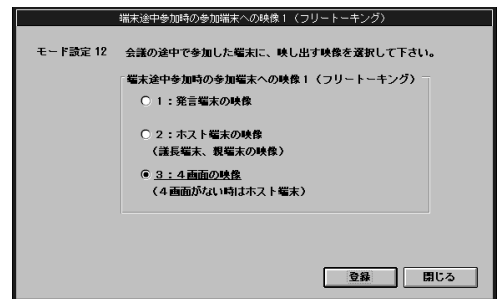 端末途中参加時の参加端末への映像1（フリートーキング）
モード設定 12 会議の途中で参加した端末に、映し出す映像を選択して下さい。
端末途中参加時の参加端末への映像1（フリートーキング）
1：発言端末の映像
2：ホスト端末の映像
（議長端末、親端末の映像）
3：4画面の映像
（4画面がない時はホスト端末）
登録 閉じる